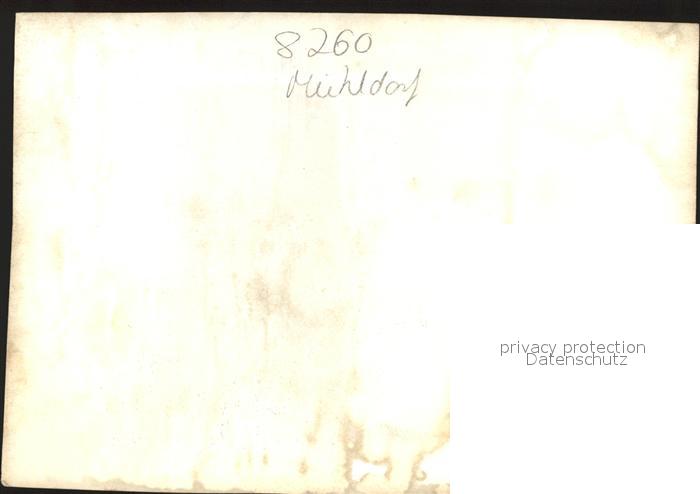 8260
Mühldorf
privacy protection
Datenschutz